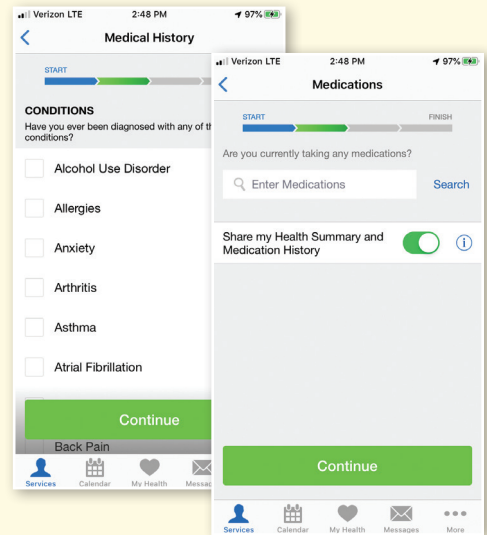 Verizon LTE 2:48 PM 97%
Medical History
START
CONDITIONS
Have you ever been diagnosed with any of
conditions?
Alcohol Use Disorder
Allergies
Anxiety
Arthritis
Asthma
Atrial Fibrillation
Continue
Back Pain
Services Calendar My Health
Verizon LTE 2:48 PM 97%
Medications
START FINISH
Are you currently taking any medications?
Enter Medications Search
Share my Health Summary and
Medication History
Continue
Services Calendar My Health Messages More